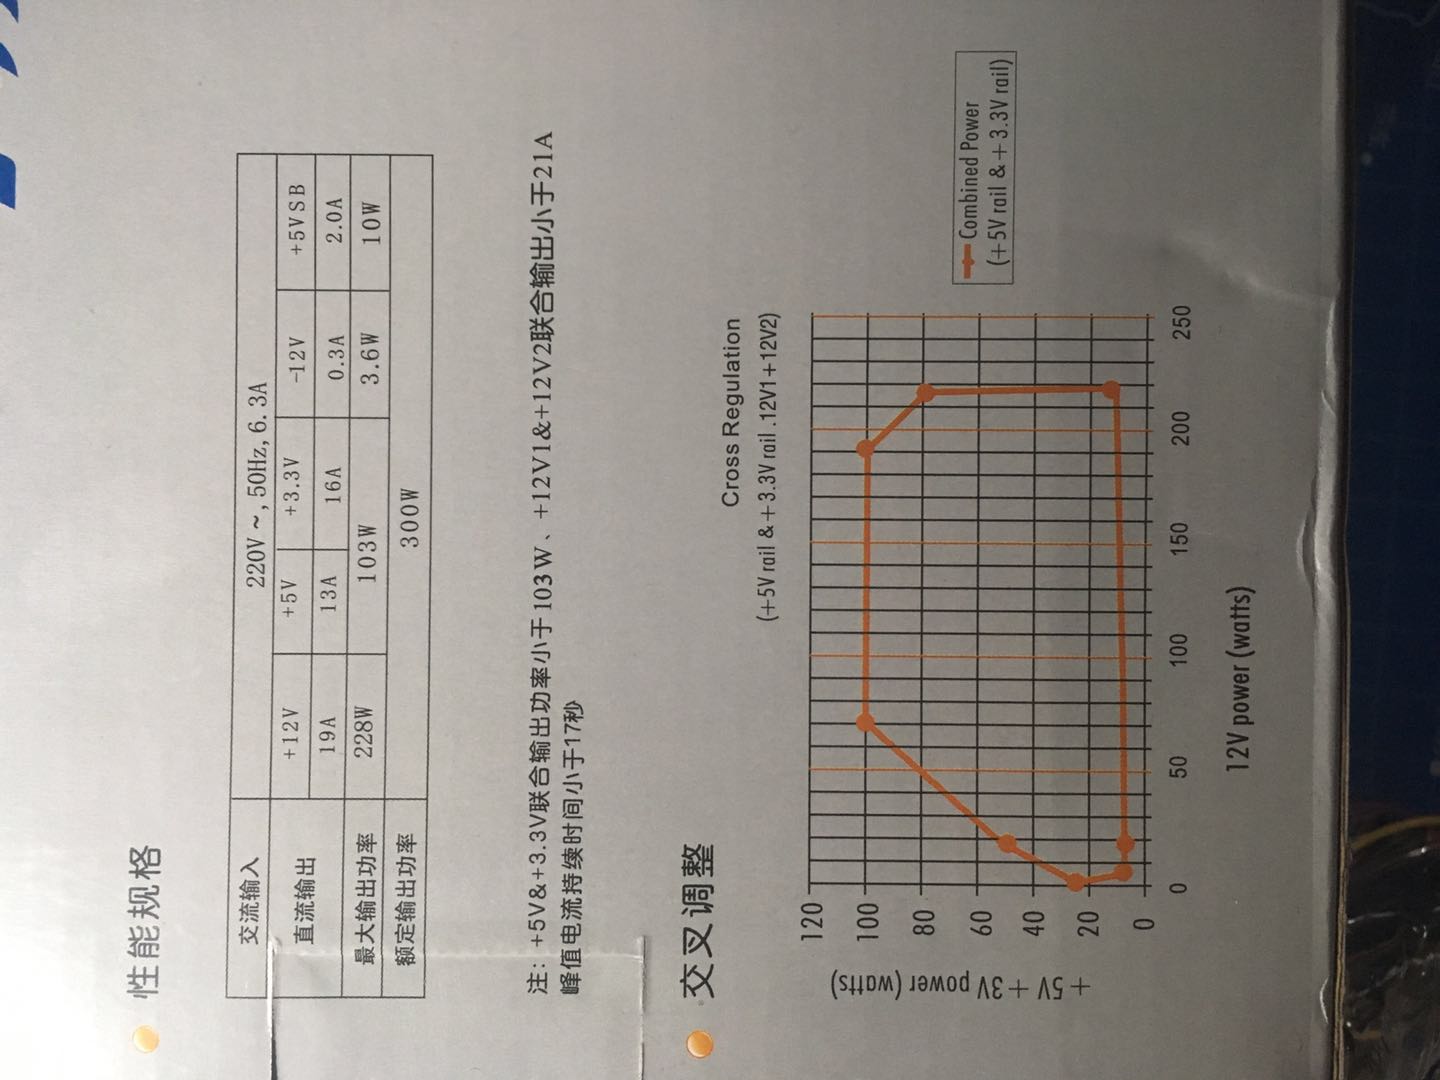 性能规格
交流输入 220V～, 50Hz, 6.3A
直流输出 +12V +5V +3.3V -12V +5VSB
19A 13A 16A 0.3A 2.0A
最大输出功率 228W 103W 3.6W 10W
额定输出功率 300W
注：+5V&+3.3V联合输出功率小于103W、+12V1&+12V2联合输出小于21A
峰值电流持续时间小于17秒
交叉调整
Cross Regulation
(+5V rail &+3.3V rail .12V1+12V2)
+5V+3V power (watts)
120
100
80
60
40
20
0
0 50 100 150 200 250
12V power (watts)
Combined Power
(+5V rail &+3.3V rail)